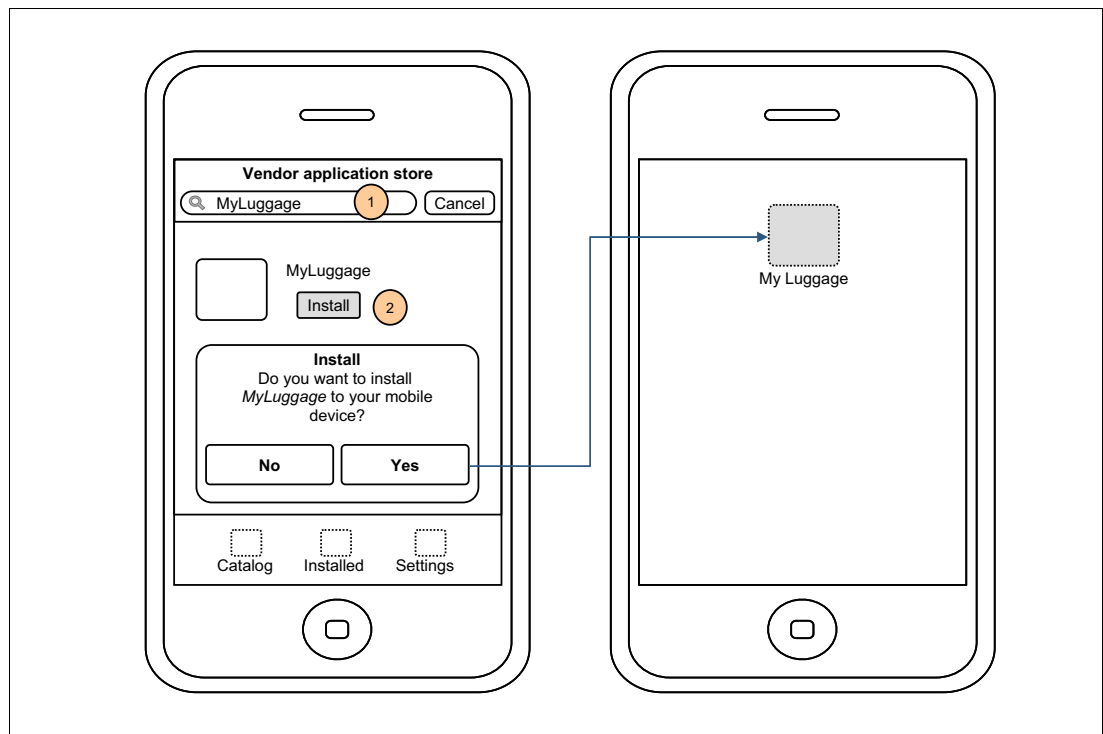 Vendor application store
MyLuggage
1
Cancel
MyLuggage
Install
2
Install
Do you want to install
MyLuggage to your mobile
device?
No
Yes
Catalog
Installed
Settings
My Luggage